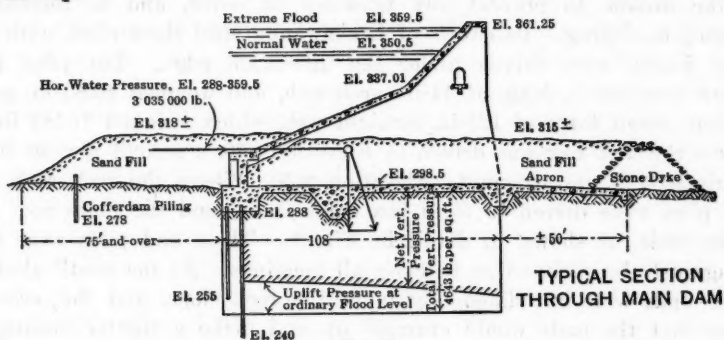 Extreme Flood El. 359.5
El. 361.25
Normal Water El. 350.5
El. 337.01
Hor. Water Pressure, El. 288-359.5
3 035 000 lb.
El. 318 ±
El. 315 ±
Sand Fill
Sand Fill
Apron
Stone Dyke
El. 298.5
Cofferdam Piling
El. 278
El. 288
75-and-over
108'
± 50'
Net Vert. Pressure
Total Vert. Pressure
El. 255
Uplift Pressure at
ordinary Flood Level
El. 240
TYPICAL SECTION
THROUGH MAIN DAM